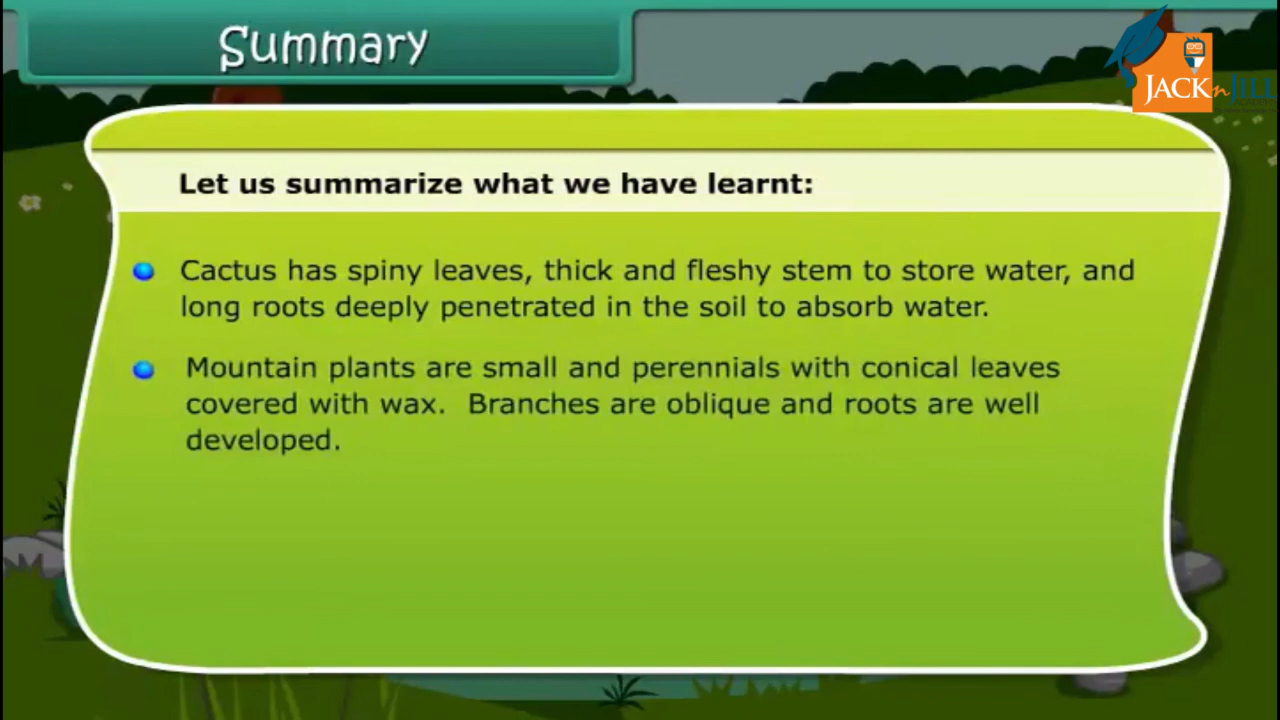 Summary
JACK n JILL
Let us summarize what we have learnt:
Cactus has spiny leaves, thick and fleshy stem to store water, and
long roots deeply penetrated in the soil to absorb water.
Mountain plants are small and perennials with conical leaves
covered with wax. Branches are oblique and roots are well
developed.